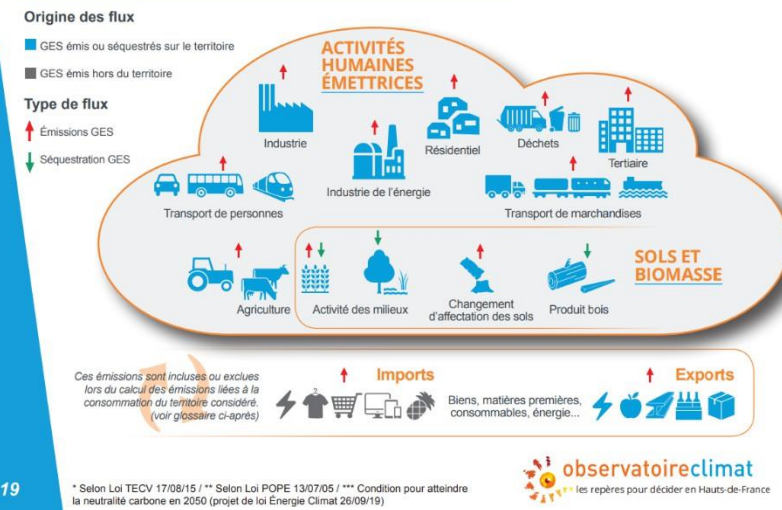 Origine des flux
GES émis ou séquestrés sur le territoire
GES émis hors du territoire
Type de flux
Émissions GES
Séquestration GES
ACTIVITÉS
HUMAINES
ÉMETTRICES
Industrie
Industrie de l'énergie
Résidentiel
Déchets
Tertiaire
Transport de personnes
Transport de marchandises
SOLS ET
BIOMASSE
Agriculture
Activité des milieux
Changement
d'affectation des sols
Produit bois
Ces émissions sont incluses ou exclues
lors du calcul des émissions liées à la
consommation du territoire considéré.
(voir glossaire ci-après)
Imports
Biens, matières premières,
consommables, énergie...
Exports
19
* Selon Loi TECV 17/08/15 / ** Selon Loi POPE 13/07/05 / *** Condition pour atteindre
la neutralité carbone en 2050 (projet de loi Énergie Climat 26/09/19)
observatoireclimat
les repères pour décider en Hauts-de-France